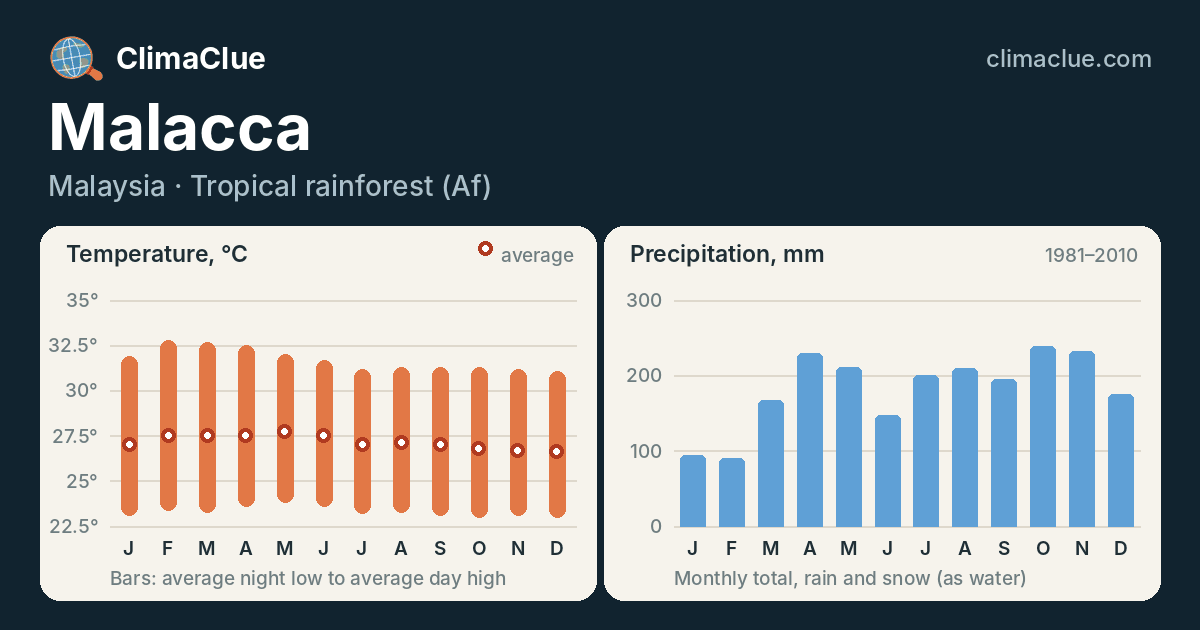 ClimaClue
climaclue.com
Malacca
Malaysia · Tropical rainforest (Af)
Temperature, °C
average
35°
32.5°
30°
27.5°
25°
22.5°
J F M A M J J A S O N D
Bars: average night low to average day high
Precipitation, mm
1981–2010
300
200
100
0
J F M A M J J A S O N D
Monthly total, rain and snow (as water)